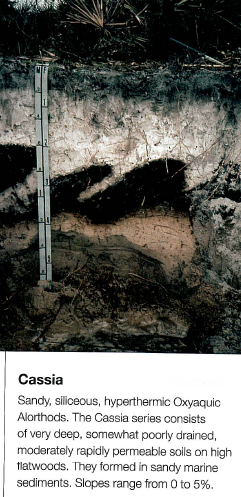 Cassia
Sandy, siliceous, hyperthermic Oxyaquic
Alorthods. The Cassia series consists
of very deep, somewhat poorly drained,
moderately rapidly permeable soils on high
flatwoods. They formed in sandy marine
sediments. Slopes range from 0 to 5%.